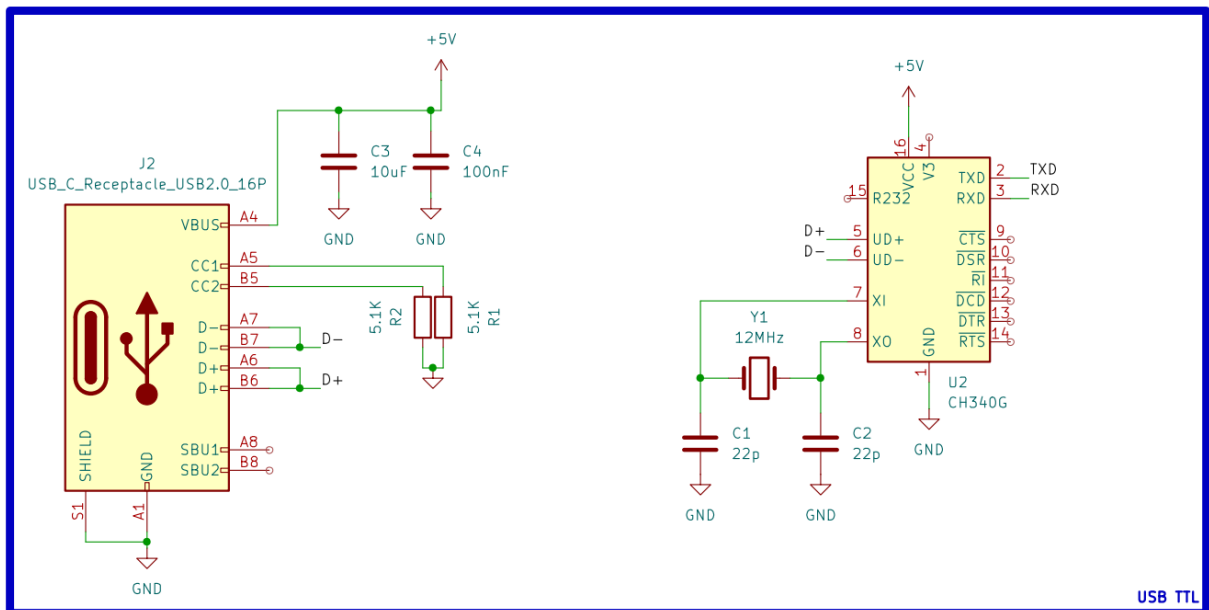 +5V
C3
10uF
C4
100nF
GND
GND
J2
USB_C_Receptacle_USB2.0_16P
VBUS
A4
CC1
A5
CC2
B5
D-
A7
D-
B7
D-
D+
A6
D+
B6
D+
SBU1
A8
SBU2
B8
SHIELD
GND
S1
A1
GND
5.1K
R2
5.1K
R1
+5V
16
VCC
4
V3
15
R232
TXD
2
TXD
RXD
3
RXD
D+
5
UD+
D-
6
UD-
7
XI
8
XO
CTS
9
DSR
10
RI
11
DCD
12
DTR
13
RTS
14
GND
1
U2
CH340G
GND
Y1
12MHz
C1
22p
C2
22p
GND
GND
USB TTL